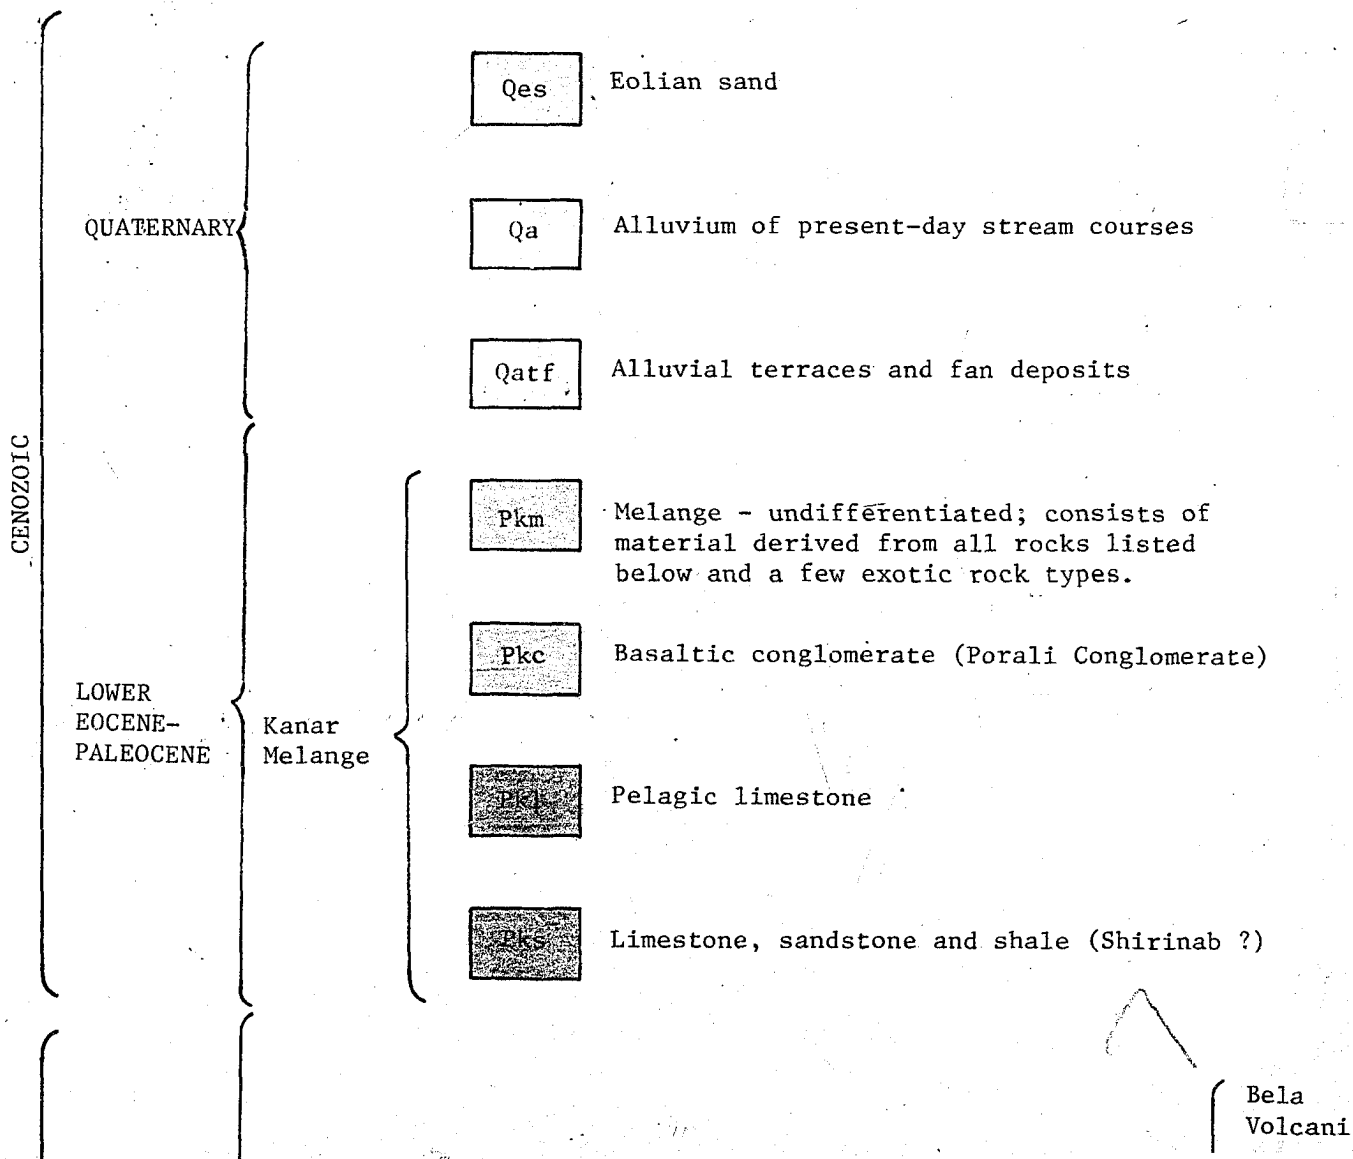 CENOZOIC
QUATERNARY
Qes
Eolian sand
Qa
Alluvium of present-day stream courses
Qatf
Alluvial terraces and fan deposits
LOWER
EOCENE-
PALEOCENE
Kanar
Melange
Pkm
Melange - undifferentiated; consists of
material derived from all rocks listed
below and a few exotic rock types.
Pkc
Basaltic conglomerate (Porali Conglomerate)
Pelagic limestone
Pks
Limestone, sandstone and shale (Shirinab ?)
Bela
Volcani